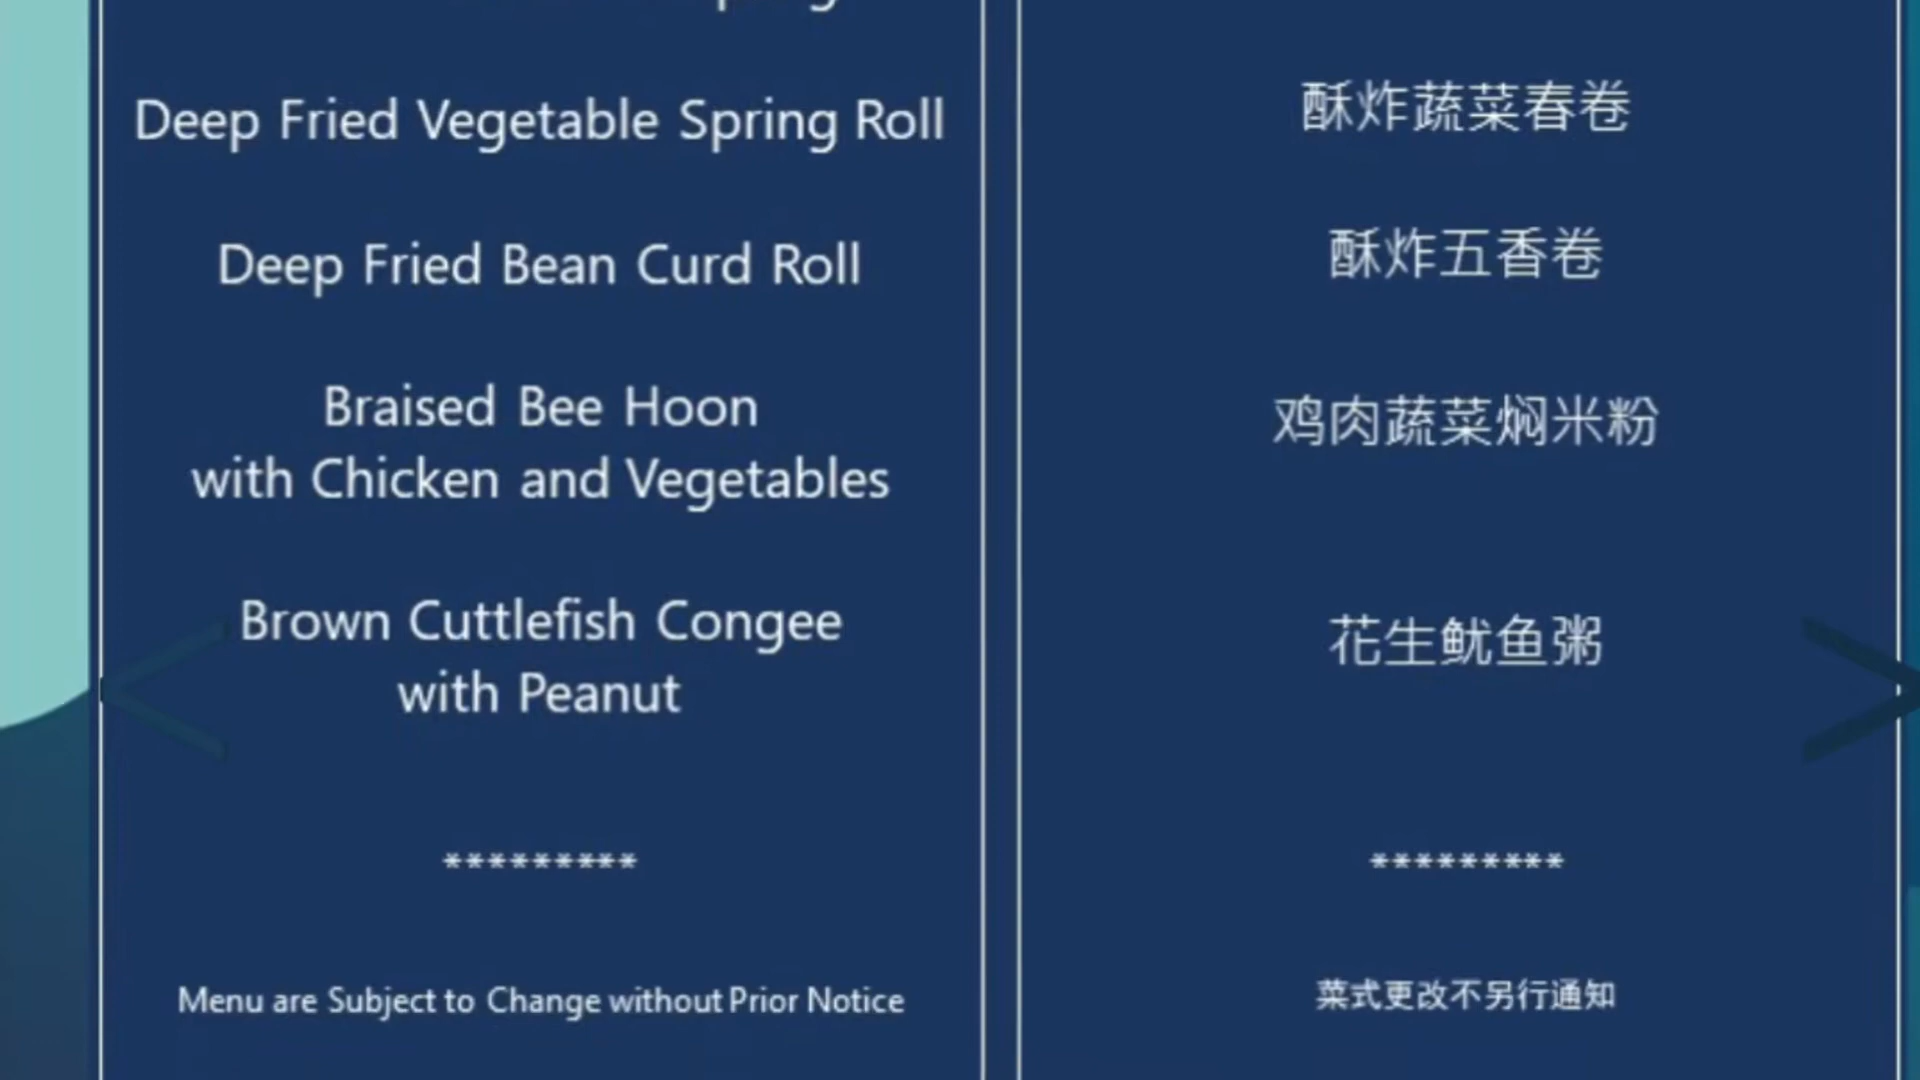 Deep Fried Vegetable Spring Roll
Deep Fried Bean Curd Roll
Braised Bee Hoon
with Chicken and Vegetables
Brown Cuttlefish Congee
with Peanut
*********
Menu are Subject to Change without Prior Notice
酥炸蔬菜春卷
酥炸五香卷
鸡肉蔬菜焖米粉
花生鱿鱼粥
*********
菜式更改不另行通知